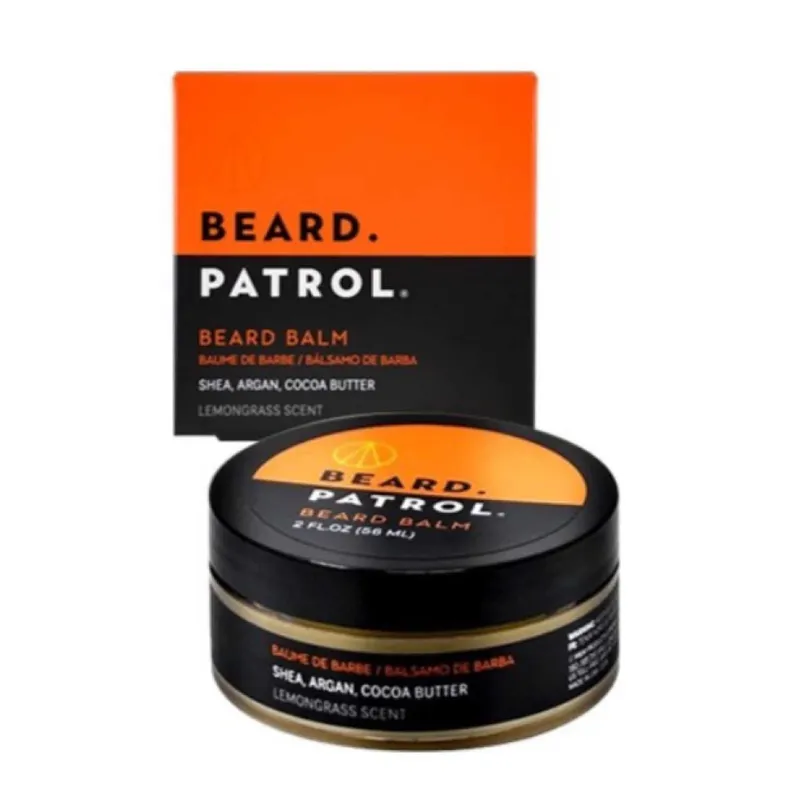 BEARD.
PATROL®
BEARD BALM
BAUME DE BARBE / BÁLSAMO DE BARBA
SHEA, ARGAN, COCOA BUTTER
LEMONGRASS SCENT
BEARD.
PATROL®
BEARD BALM
2 FL.OZ (56 ML)
BAUME DE BARBE / BÁLSAMO DE BARBA
SHEA, ARGAN, COCOA BUTTER
LEMONGRASS SCENT
WARNING: